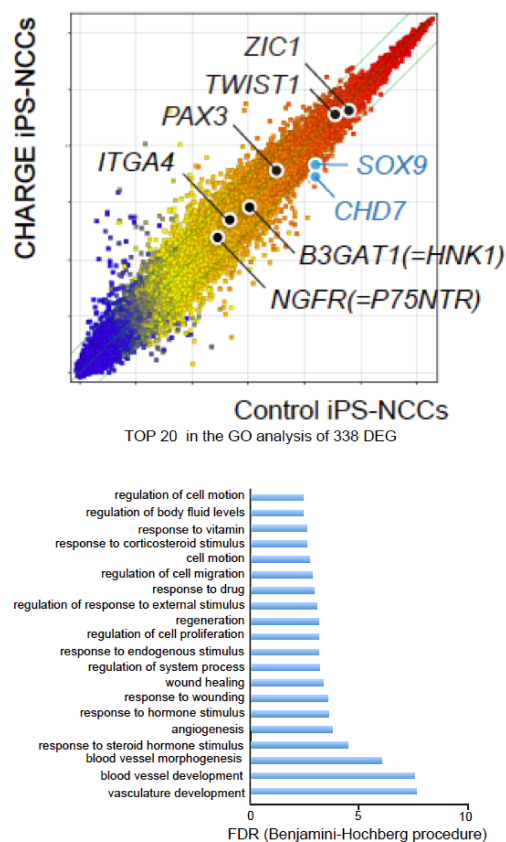 CHARGE iPS-NCCs
ZIC1
TWIST1
PAX3
ITGA4
SOX9
CHD7
B3GAT1(=HNK1)
NGFR(=P75NTR)
Control iPS-NCCs
TOP 20 in the GO analysis of 338 DEG
regulation of cell motion
regulation of body fluid levels
response to vitamin
response to corticosteroid stimulus
cell motion
regulation of cell migration
response to drug
regulation of response to external stimulus
regeneration
regulation of cell proliferation
response to endogenous stimulus
regulation of system process
wound healing
response to wounding
response to hormone stimulus
angiogenesis
response to steroid hormone stimulus
blood vessel morphogenesis
blood vessel development
vasculature development
0 5 10
FDR (Benjamini-Hochberg procedure)